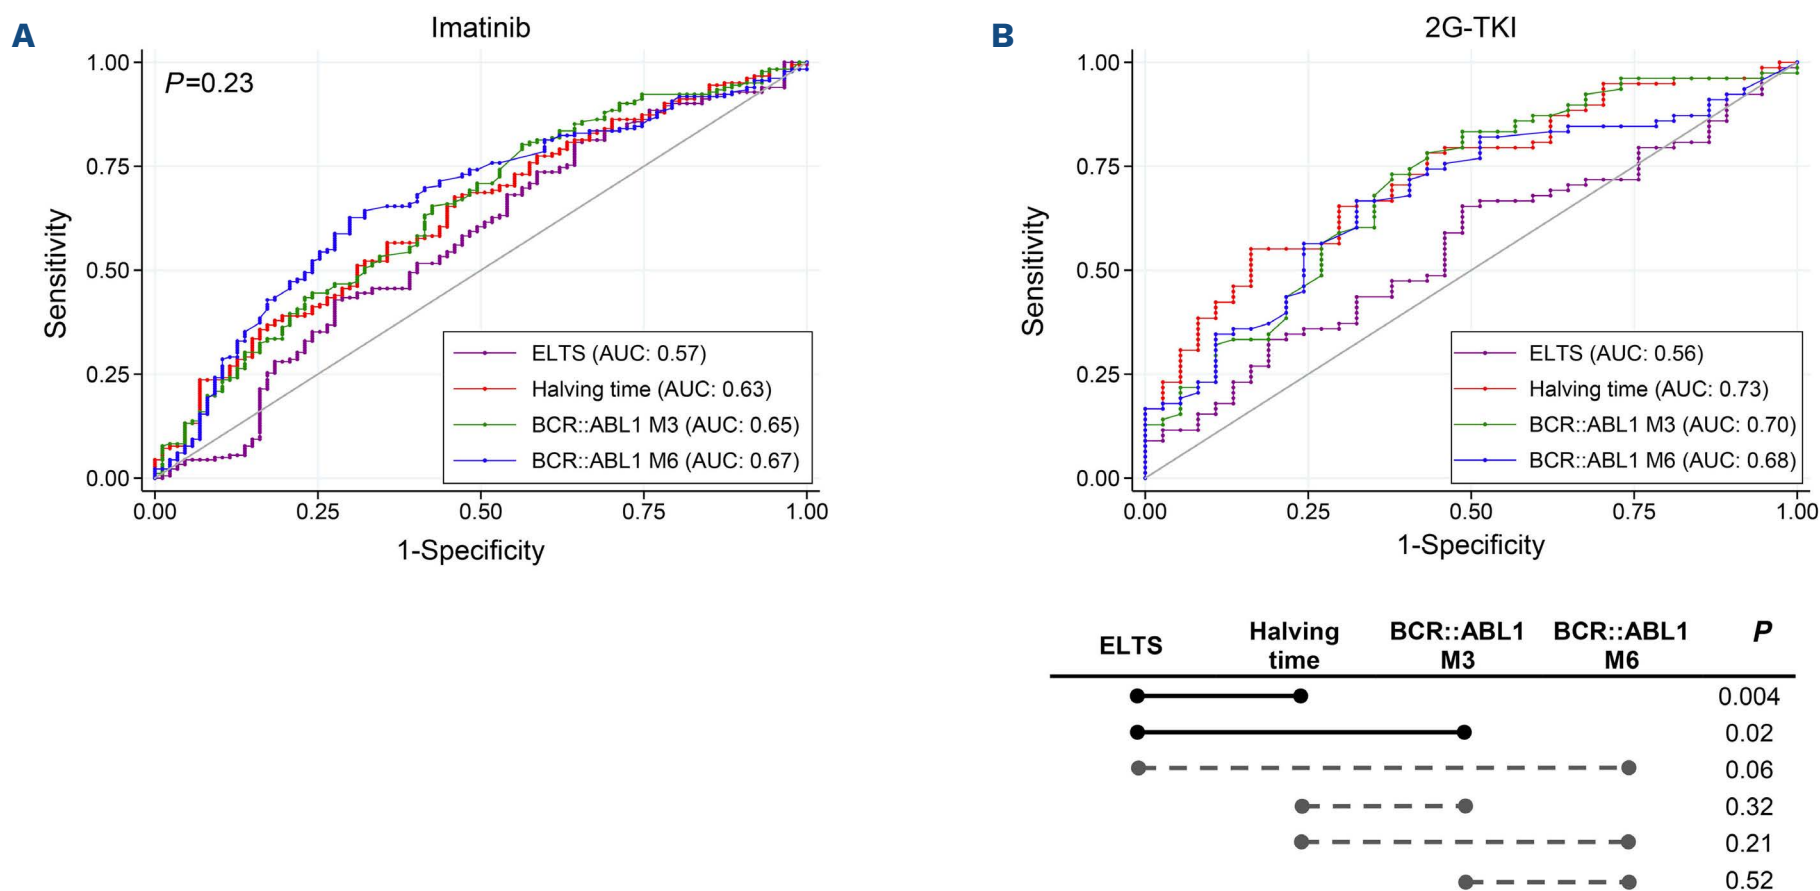 A
Imatinib
P=0.23
1.00
0.75
0.50
0.25
0.00
Sensitivity
ELTS (AUC: 0.57)
Halving time (AUC: 0.63)
BCR::ABL1 M3 (AUC: 0.65)
BCR::ABL1 M6 (AUC: 0.67)
0.00 0.25 0.50 0.75 1.00
1-Specificity
B
2G-TKI
1.00
0.75
0.50
0.25
0.00
Sensitivity
ELTS (AUC: 0.56)
Halving time (AUC: 0.73)
BCR::ABL1 M3 (AUC: 0.70)
BCR::ABL1 M6 (AUC: 0.68)
0.00 0.25 0.50 0.75 1.00
1-Specificity
ELTS
Halving
time
BCR::ABL1
M3
BCR::ABL1
M6
P
0.004
0.02
0.06
0.32
0.21
0.52